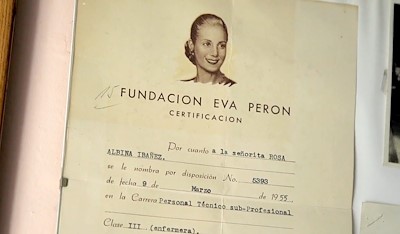 15 FUNDACION EVA PERON
CERTIFICACION
Por cuando a la señorita ROSA
ALBINA IBAÑEZ.
se le nombra por disposición No. 5393
de fecha 9 de Marzo de 1955
en la Carrera Personal Técnico sub-Profesional
Clase III (enfermera).